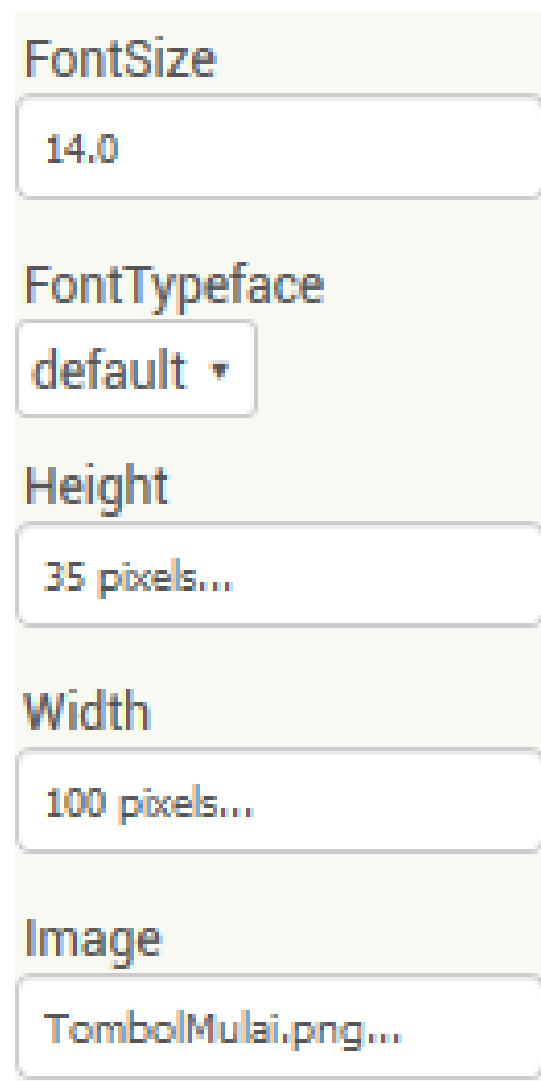 FontSize
14.0
FontTypeface
default
Height
35 pixels...
Width
100 pixels...
Image
TombolMulai.png...